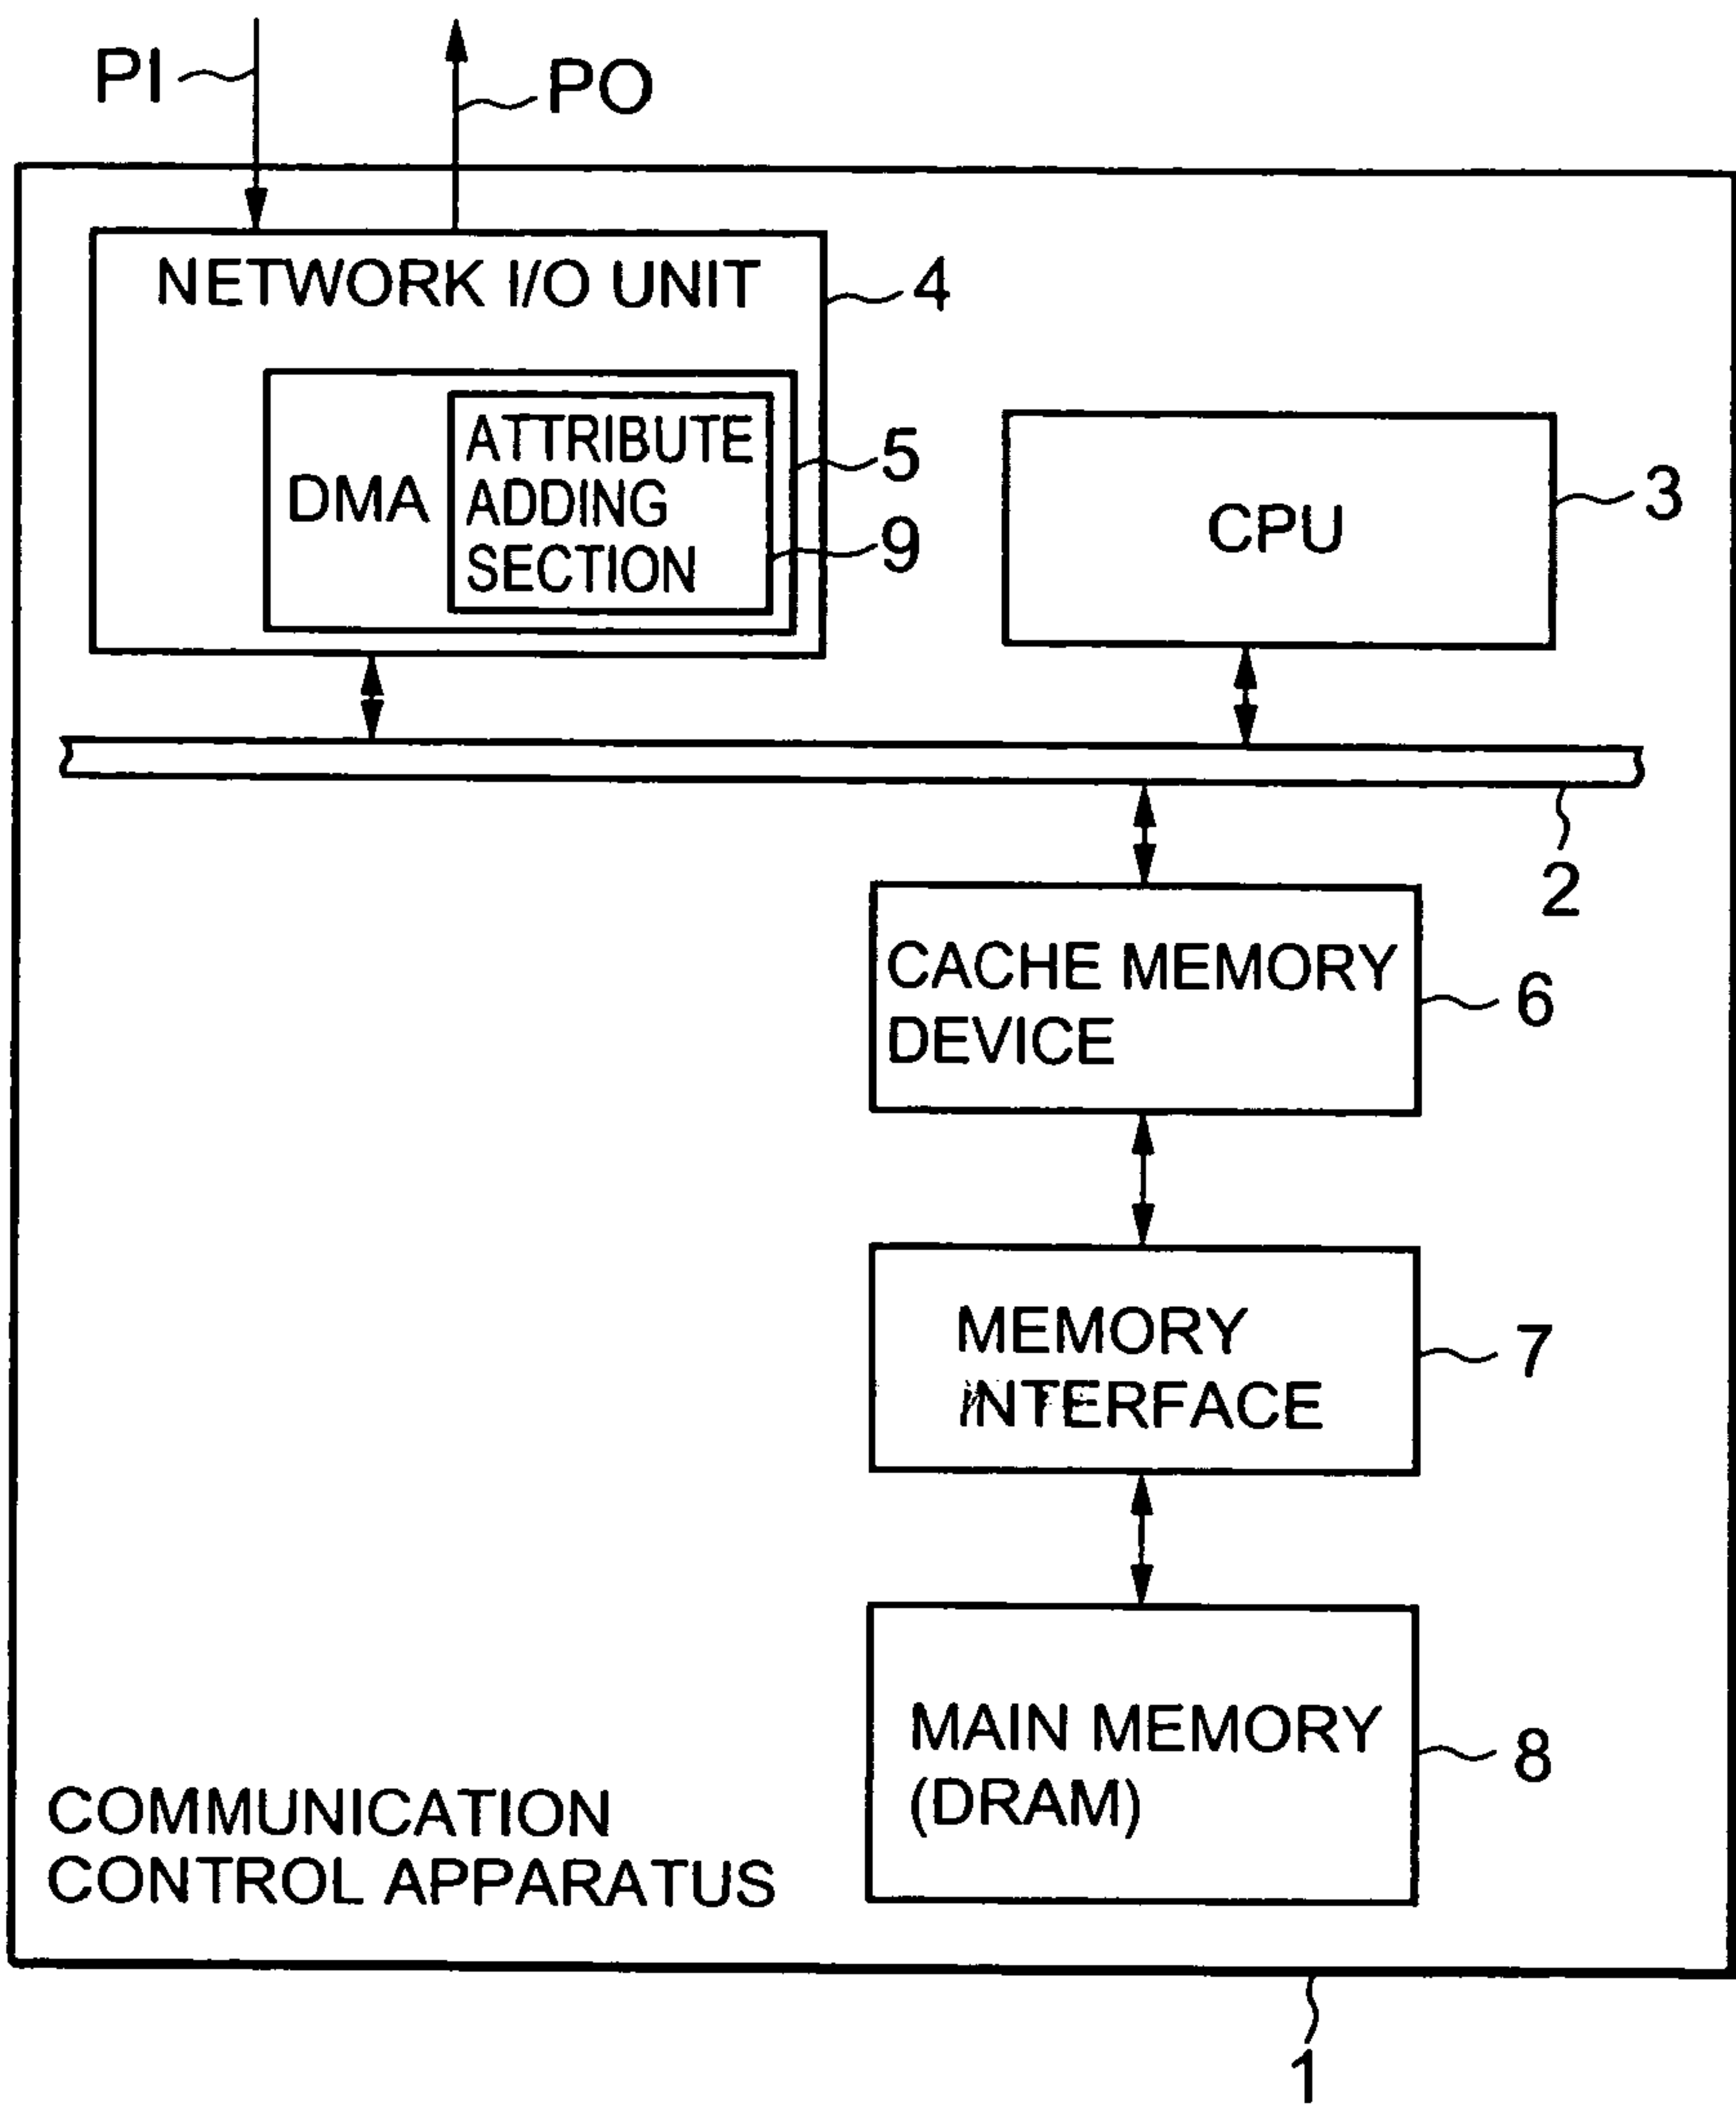 PI
PO
NETWORK I/O UNIT
4
ATTRIBUTE
ADDING
SECTION
DMA
5
9
CPU
3
2
CACHE MEMORY
DEVICE
6
MEMORY
INTERFACE
7
MAIN MEMORY
(DRAM)
8
COMMUNICATION
CONTROL APPARATUS
1